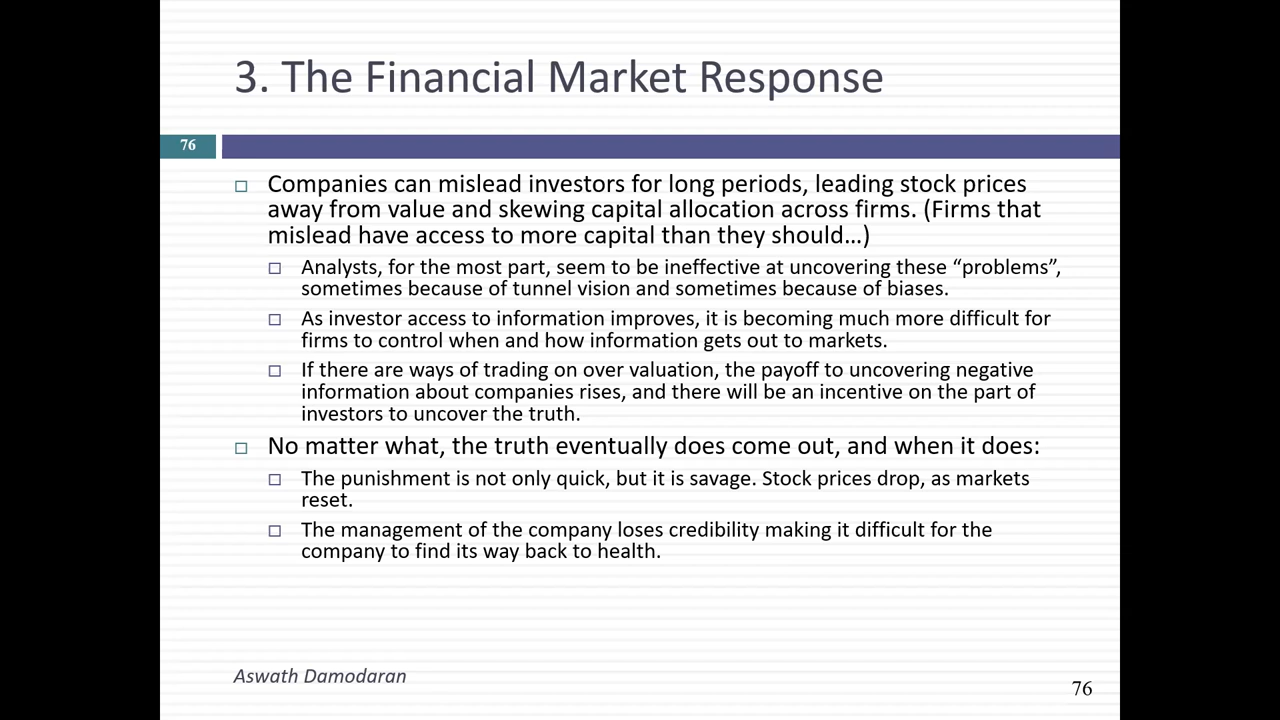 3. The Financial Market Response
76
Companies can mislead investors for long periods, leading stock prices
away from value and skewing capital allocation across firms. (Firms that
mislead have access to more capital than they should…)
Analysts, for the most part, seem to be ineffective at uncovering these “problems”,
sometimes because of tunnel vision and sometimes because of biases.
As investor access to information improves, it is becoming much more difficult for
firms to control when and how information gets out to markets.
If there are ways of trading on over valuation, the payoff to uncovering negative
information about companies rises, and there will be an incentive on the part of
investors to uncover the truth.
No matter what, the truth eventually does come out, and when it does:
The punishment is not only quick, but it is savage. Stock prices drop, as markets
reset.
The management of the company loses credibility making it difficult for the
company to find its way back to health.
Aswath Damodaran
76